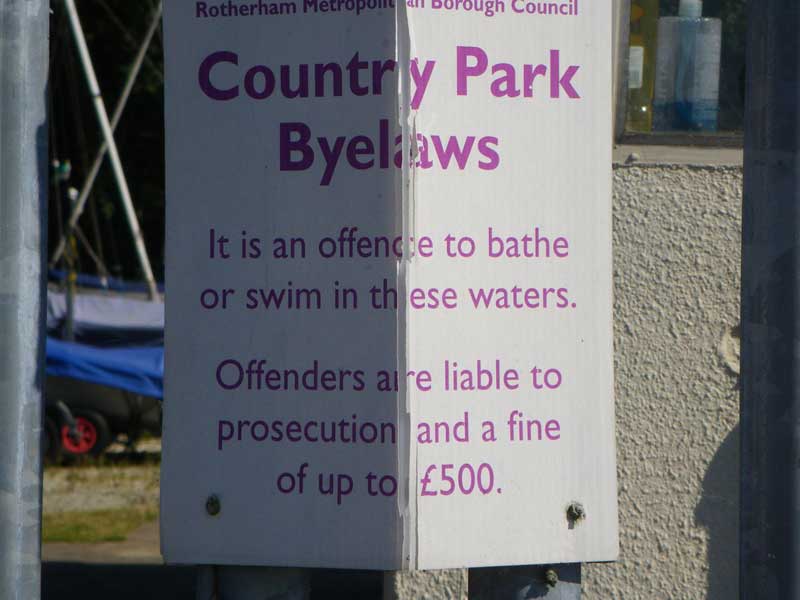 Rotherham Metropolitan Borough Council
Country Park
Byelaws
It is an offence to bathe
or swim in these waters.
Offenders are liable to
prosecution and a fine
of up to £500.